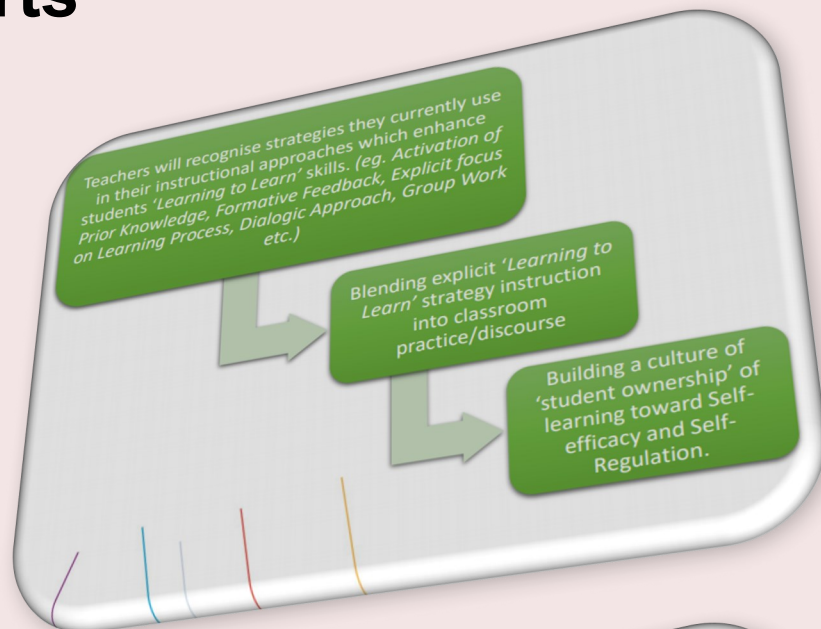 rts
Teachers will recognise strategies they currently use
in their instructional approaches which enhance
students ‘Learning to Learn’ skills. (eg. Activation of
Prior Knowledge, Formative Feedback, Explicit focus
on Learning Process, Dialogic Approach, Group Work
etc.)
Blending explicit ‘Learning to
Learn’ strategy instruction
into classroom
practice/discourse
Building a culture of
‘student ownership’ of
learning toward Self-
efficacy and Self-
Regulation.